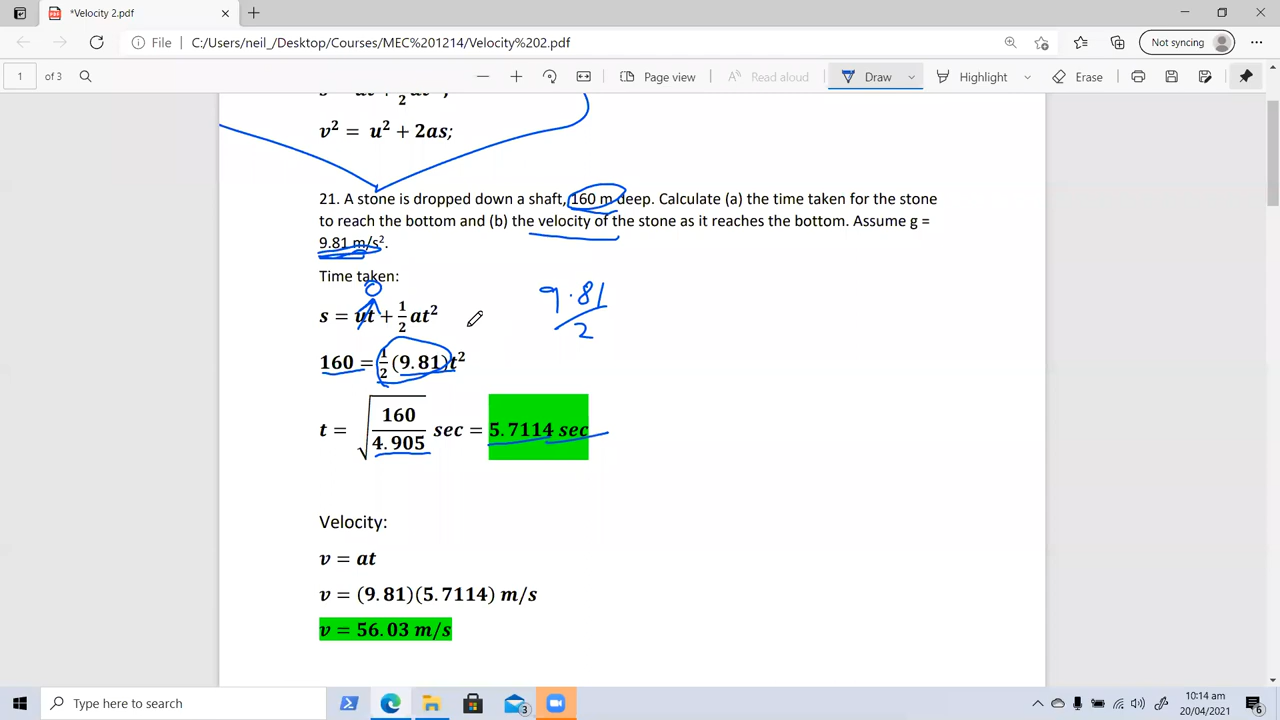 *Velocity 2.pdf
File
C:/Users/neil_/Desktop/Courses/MEC%201214/Velocity%202.pdf
Not syncing
1 of 3
Page view
Read aloud
Draw
Highlight
Erase
2
v² = u² + 2as;
21. A stone is dropped down a shaft, 160 m deep. Calculate (a) the time taken for the stone
to reach the bottom and (b) the velocity of the stone as it reaches the bottom. Assume g =
9.81 m/s².
Time taken:
0
9.81/2
s = ut + 1/2 at²
160 = 1/2 (9.81)t²
t = √(160/4.905) sec = 5.7114 sec
Velocity:
v = at
v = (9.81)(5.7114) m/s
v = 56.03 m/s
Type here to search
3
10:14 am
20/04/2021
6